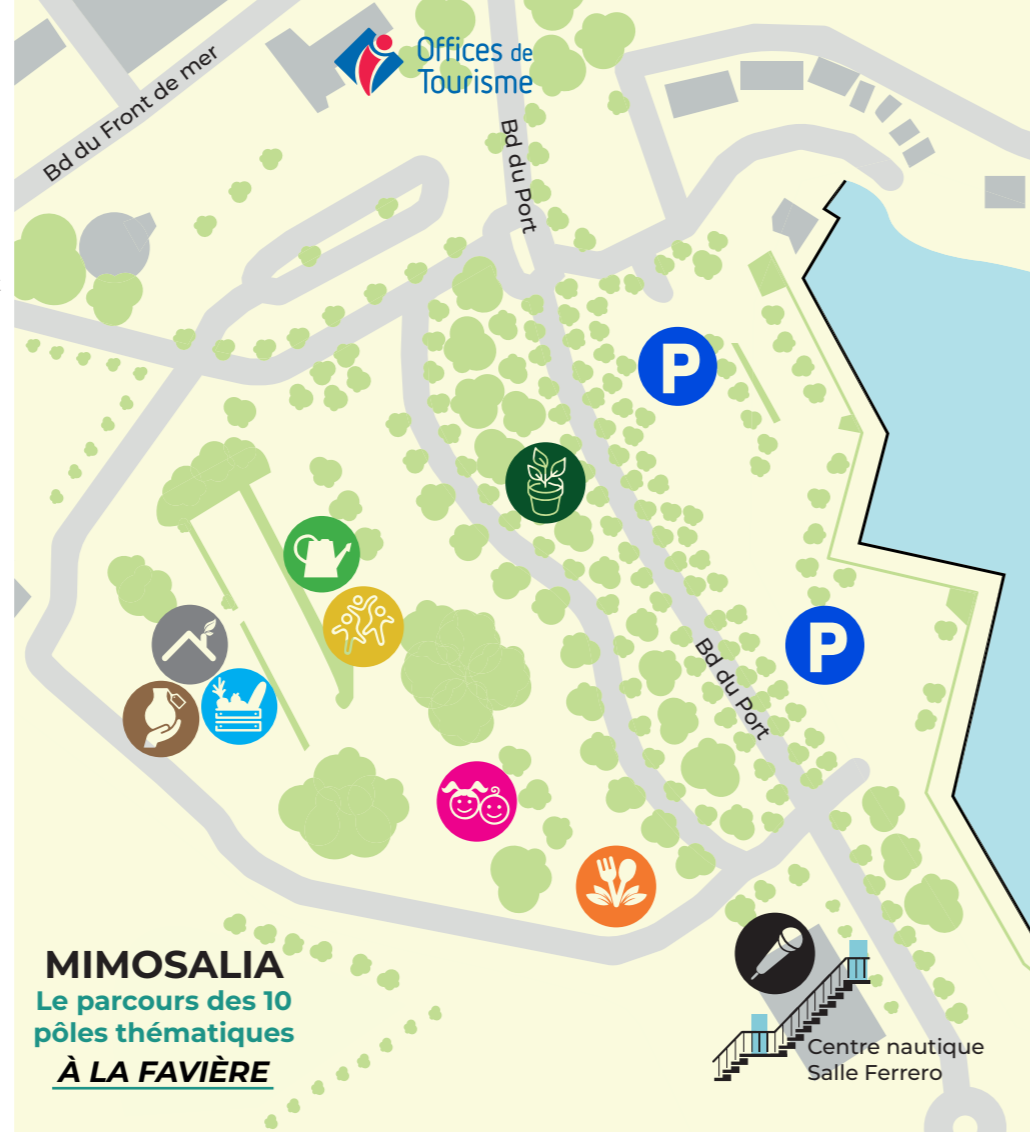 Offices de
Tourisme
Bd du Front de mer
Bd du Port
P
P
Bd du Port
MIMOSALIA
Le parcours des 10
pôles thématiques
À LA FAVIÈRE
Centre nautique
Salle Ferrero